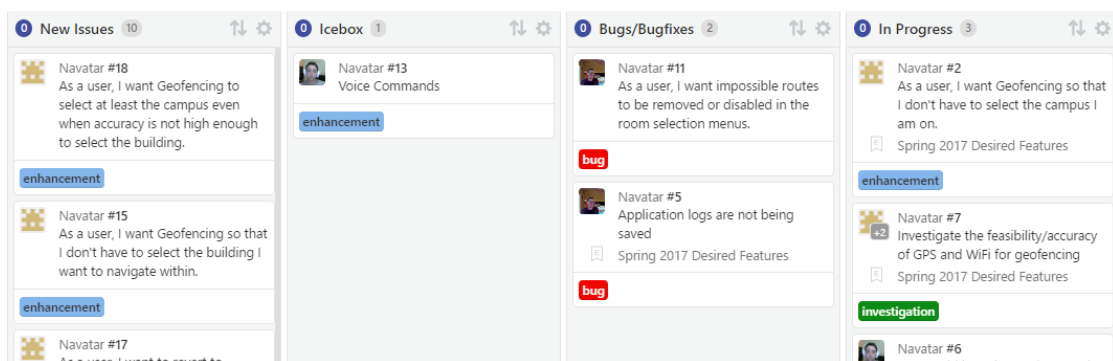 0 New Issues 10
Navatar #18
As a user, I want Geofencing to
select at least the campus even
when accuracy is not high enough
to select the building.
enhancement
Navatar #15
As a user, I want Geofencing so that
I don't have to select the building I
want to navigate within.
enhancement
Navatar #17
As a user, I want to revert to
0 Icebox 1
Navatar #13
Voice Commands
enhancement
0 Bugs/Bugfixes 2
Navatar #11
As a user, I want impossible routes
to be removed or disabled in the
room selection menus.
bug
Navatar #5
Application logs are not being
saved
Spring 2017 Desired Features
bug
0 In Progress 3
Navatar #2
As a user, I want Geofencing so that
I don't have to select the campus I
am on.
Spring 2017 Desired Features
enhancement
+2
Navatar #7
Investigate the feasibility/accuracy
of GPS and WiFi for geofencing
Spring 2017 Desired Features
investigation
Navatar #6